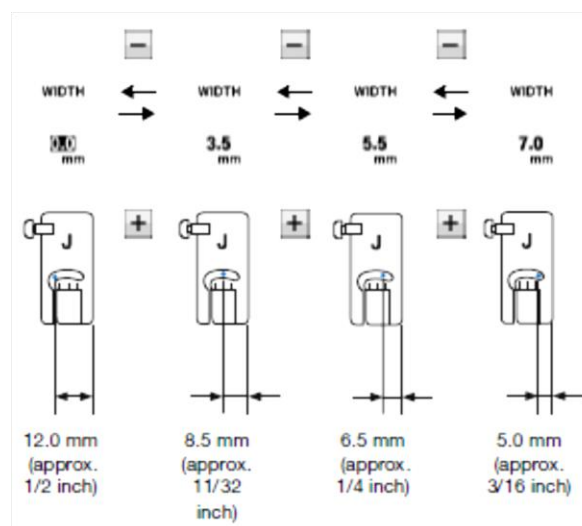 − − −
WIDTH WIDTH WIDTH WIDTH
0.0 mm 3.5 mm 5.5 mm 7.0 mm
+ + +
J J J J
12.0 mm
(approx.
1/2 inch)
8.5 mm
(approx.
11/32
inch)
6.5 mm
(approx.
1/4 inch)
5.0 mm
(approx.
3/16 inch)